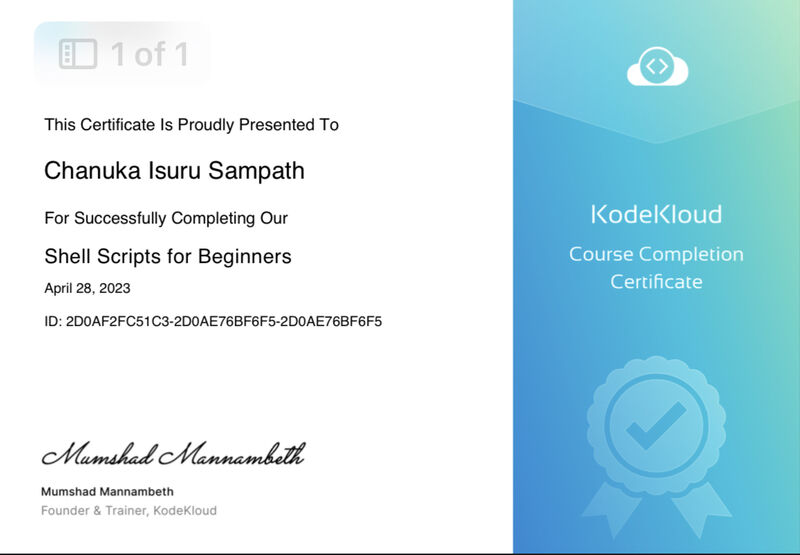 1 of 1
This Certificate Is Proudly Presented To
Chanuka Isuru Sampath
For Successfully Completing Our
Shell Scripts for Beginners
April 28, 2023
ID: 2D0AF2FC51C3-2D0AE76BF6F5-2D0AE76BF6F5
Mumshad Mannambeth
Mumshad Mannambeth
Founder & Trainer, KodeKloud
KodeKloud
Course Completion
Certificate